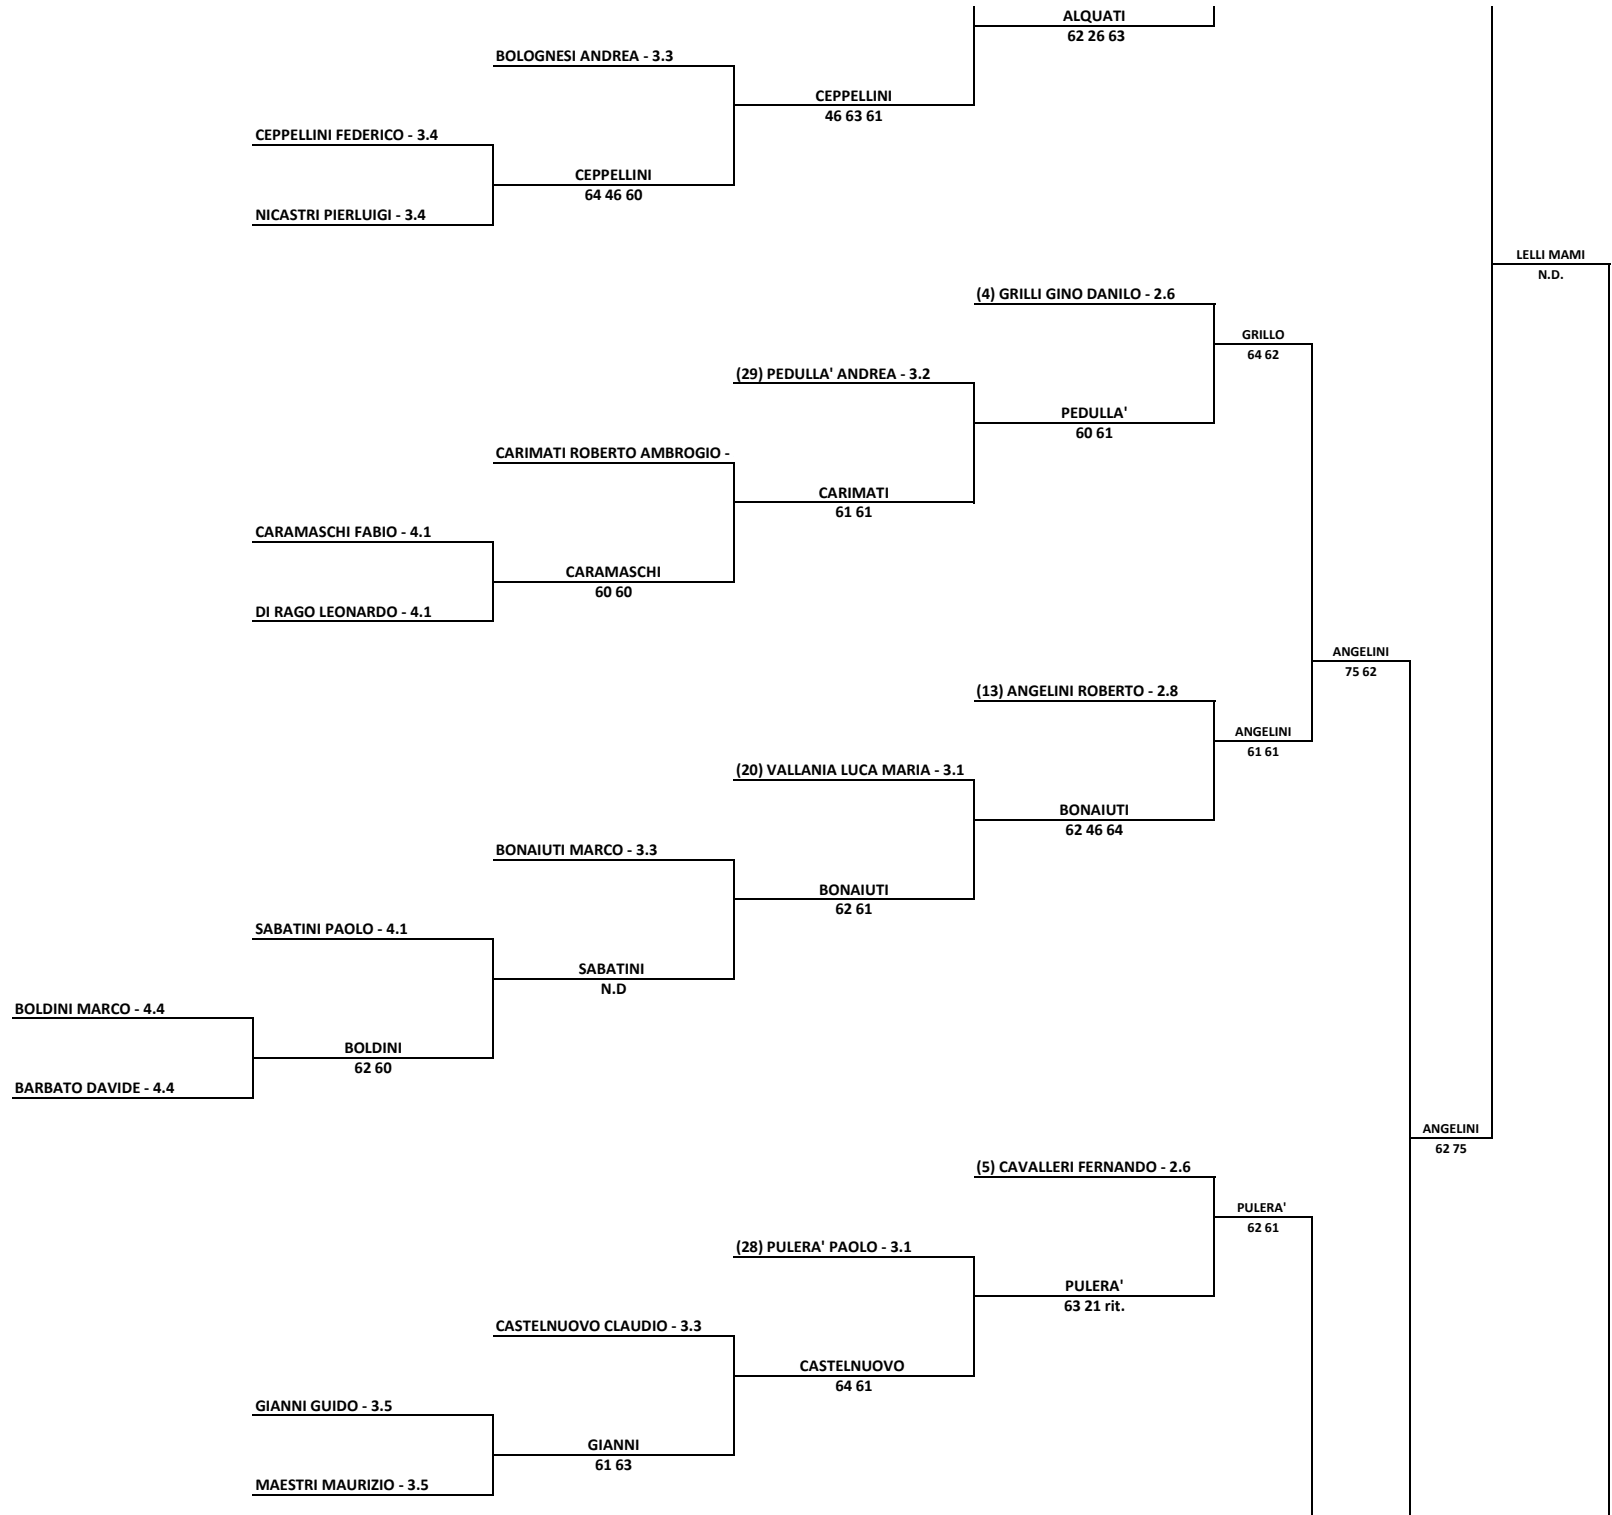 ALQUATI
62 26 63
BOLOGNESI ANDREA - 3.3
CEPPELLINI
46 63 61
CEPPELLINI FEDERICO - 3.4
CEPPELLINI
64 46 60
NICASTRI PIERLUIGI - 3.4
LELLI MAMI
N.D.
(4) GRILLI GINO DANILO - 2.6
GRILLO
64 62
(29) PEDULLA' ANDREA - 3.2
PEDULLA'
60 61
CARIMATI ROBERTO AMBROGIO -
CARIMATI
61 61
CARAMASCHI FABIO - 4.1
CARAMASCHI
60 60
DI RAGO LEONARDO - 4.1
ANGELINI
75 62
(13) ANGELINI ROBERTO - 2.8
ANGELINI
61 61
(20) VALLANIA LUCA MARIA - 3.1
BONAIUTI
62 46 64
BONAIUTI MARCO - 3.3
BONAIUTI
62 61
SABATINI PAOLO - 4.1
SABATINI
N.D
BOLDINI MARCO - 4.4
BOLDINI
62 60
BARBATO DAVIDE - 4.4
ANGELINI
62 75
(5) CAVALLERI FERNANDO - 2.6
PULERA'
62 61
(28) PULERA' PAOLO - 3.1
PULERA'
63 21 rit.
CASTELNUOVO CLAUDIO - 3.3
CASTELNUOVO
64 61
GIANNI GUIDO - 3.5
GIANNI
61 63
MAESTRI MAURIZIO - 3.5